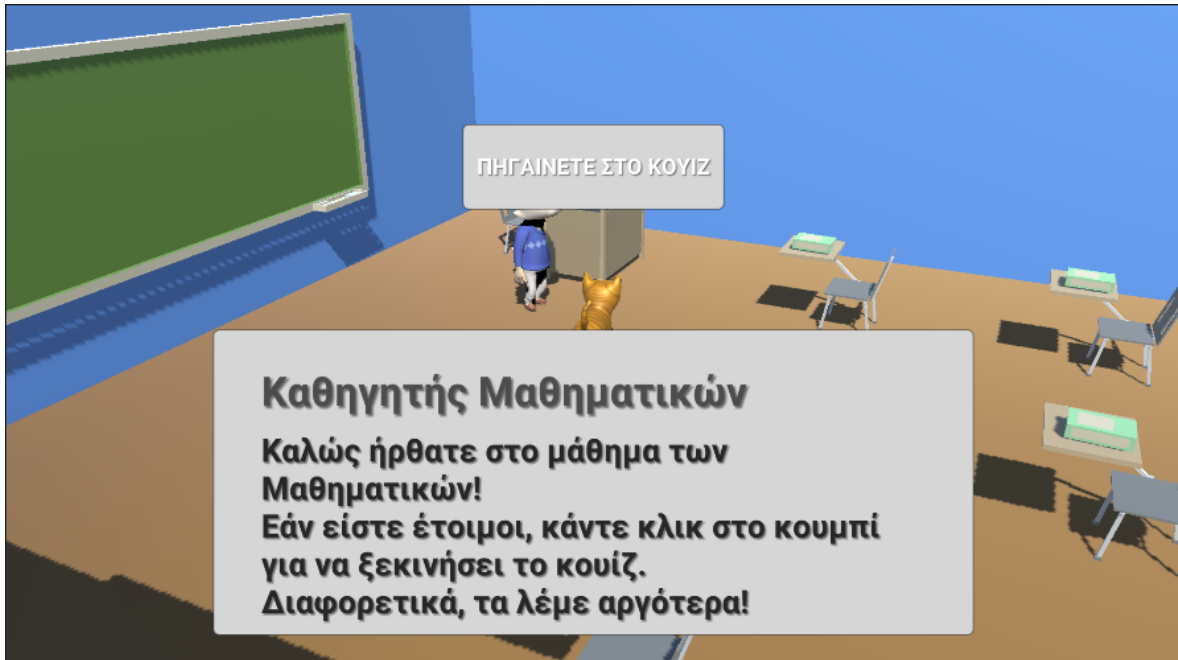 ΠΗΓΑΙΝΕΤΕ ΣΤΟ ΚΟΥΙΖ
Καθηγητής Μαθηματικών
Καλώς ήρθατε στο μάθημα των
Μαθηματικών!
Εάν είστε έτοιμοι, κάντε κλικ στο κουμπί
για να ξεκινήσει το κουίζ.
Διαφορετικά, τα λέμε αργότερα!